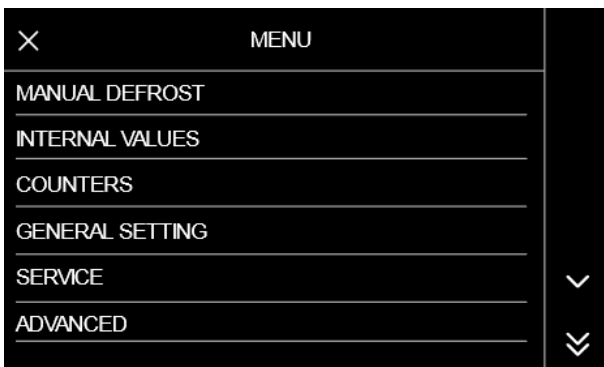 MENU
MANUAL DEFROST
INTERNAL VALUES
COUNTERS
GENERAL SETTING
SERVICE
ADVANCED